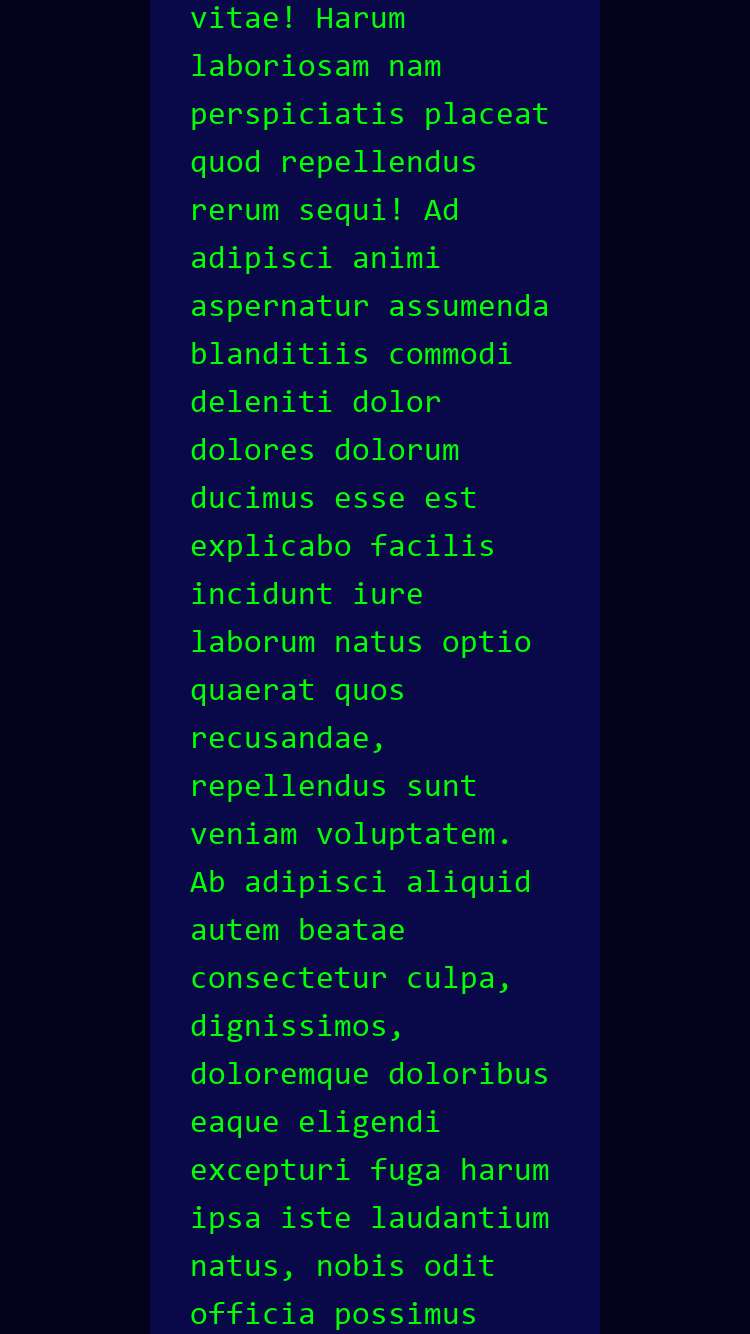 vitae! Harum
laboriosam nam
perspiciatis placeat
quod repellendus
rerum sequi! Ad
adipisci animi
aspernatur assumenda
blanditiis commodi
deleniti dolor
dolores dolorum
ducimus esse est
explicabo facilis
incidunt iure
laborum natus optio
quaerat quos
recusandae,
repellendus sunt
veniam voluptatem.
Ab adipisci aliquid
autem beatae
consectetur culpa,
dignissimos,
doloremque doloribus
eaque eligendi
excepturi fuga harum
ipsa iste laudantium
natus, nobis odit
officia possimus